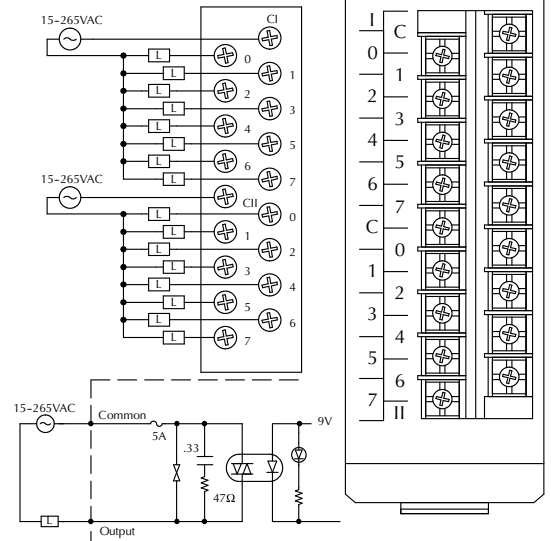 15-265VAC
CI
L
0
L
1
L
2
L
3
L
4
L
5
L
6
L
7
15-265VAC
CII
L
0
L
1
L
2
L
3
L
4
L
5
L
6
L
7
I
C
0
1
2
3
4
5
6
7
C
0
1
2
3
4
5
6
7
II
15-265VAC
Common
5A
.33
47Ω
9V
L
Output